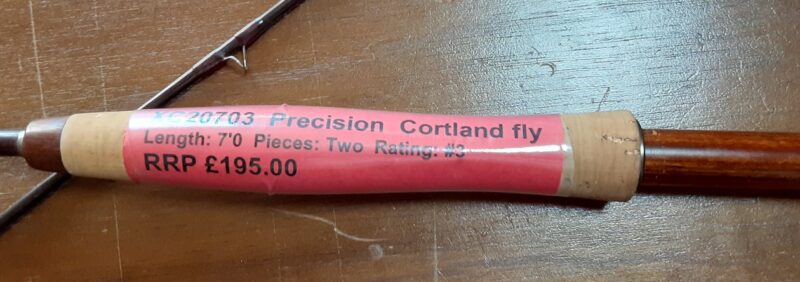 XC20703 Precision Cortland fly
Length: 7'0 Pieces: Two Rating: #3
RRP £195.00